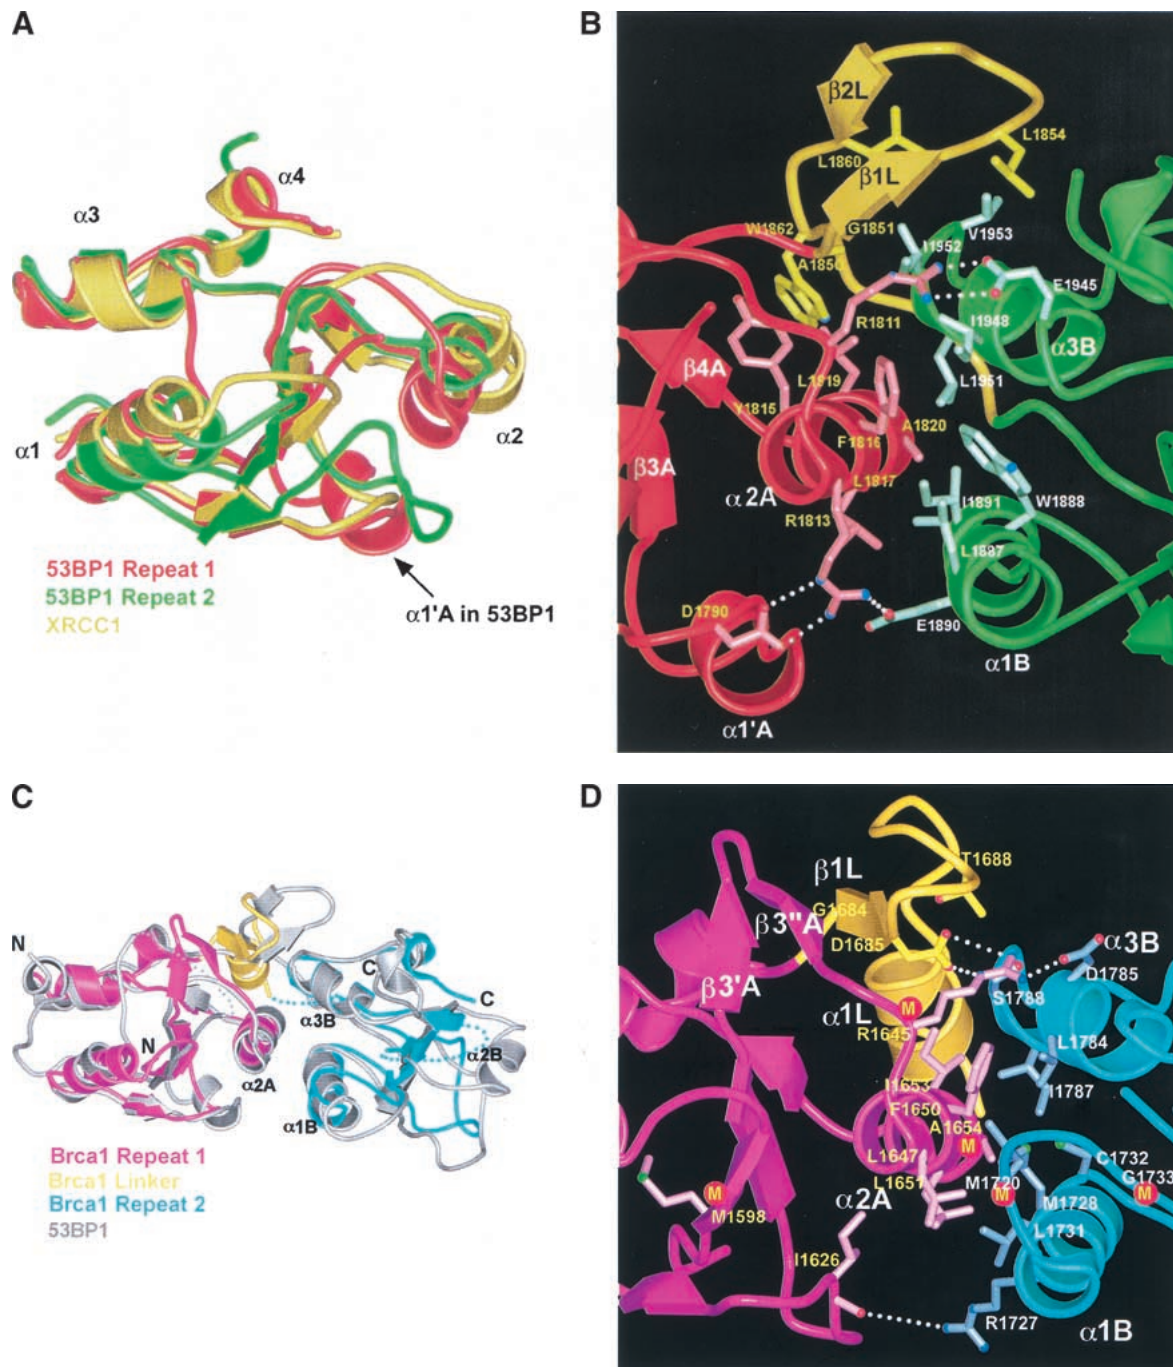 A
α4
α3
α1
α2
53BP1 Repeat 1
53BP1 Repeat 2
XRCC1
α1'A in 53BP1
B
β2L
L1854
L1860
β1L
W1862
G1851
V1953
I1952
A1850
E1945
R1811
I1948
α3B
β4A
L1819
L1951
Y1815
A1820
F1816
β3A
L1817
α2A
I1891
W1888
R1813
L1887
D1790
E1890
α1B
α1'A
C
N
C
C
α3B
N
α2B
α2A
α1B
Brca1 Repeat 1
Brca1 Linker
Brca1 Repeat 2
53BP1
D
T1688
β1L
G1684
β3"A
D1685
α3B
β3'A
D1785
α1L
S1788
M
R1645
L1784
I1653
I1787
F1650
A1654
M
L1647
C1732
L1651
M1720
G1733
M
M
M
M1728
α2A
M1598
L1731
I1626
R1727
α1B